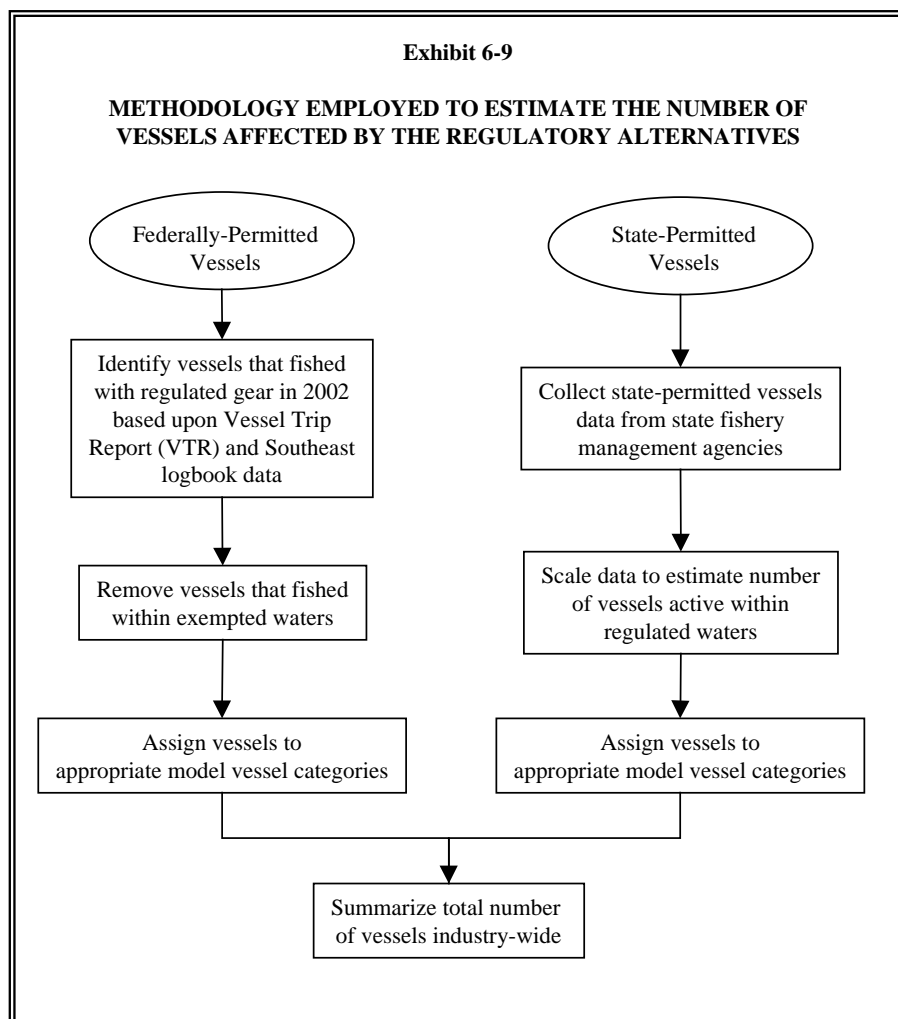 Exhibit 6-9
METHODOLOGY EMPLOYED TO ESTIMATE THE NUMBER OF
VESSELS AFFECTED BY THE REGULATORY ALTERNATIVES
Federally-Permitted
Vessels
Identify vessels that fished
with regulated gear in 2002
based upon Vessel Trip
Report (VTR) and Southeast
logbook data
Remove vessels that fished
within exempted waters
Assign vessels to
appropriate model vessel categories
State-Permitted
Vessels
Collect state-permitted vessels
data from state fishery
management agencies
Scale data to estimate number
of vessels active within
regulated waters
Assign vessels to
appropriate model vessel categories
Summarize total number
of vessels industry-wide